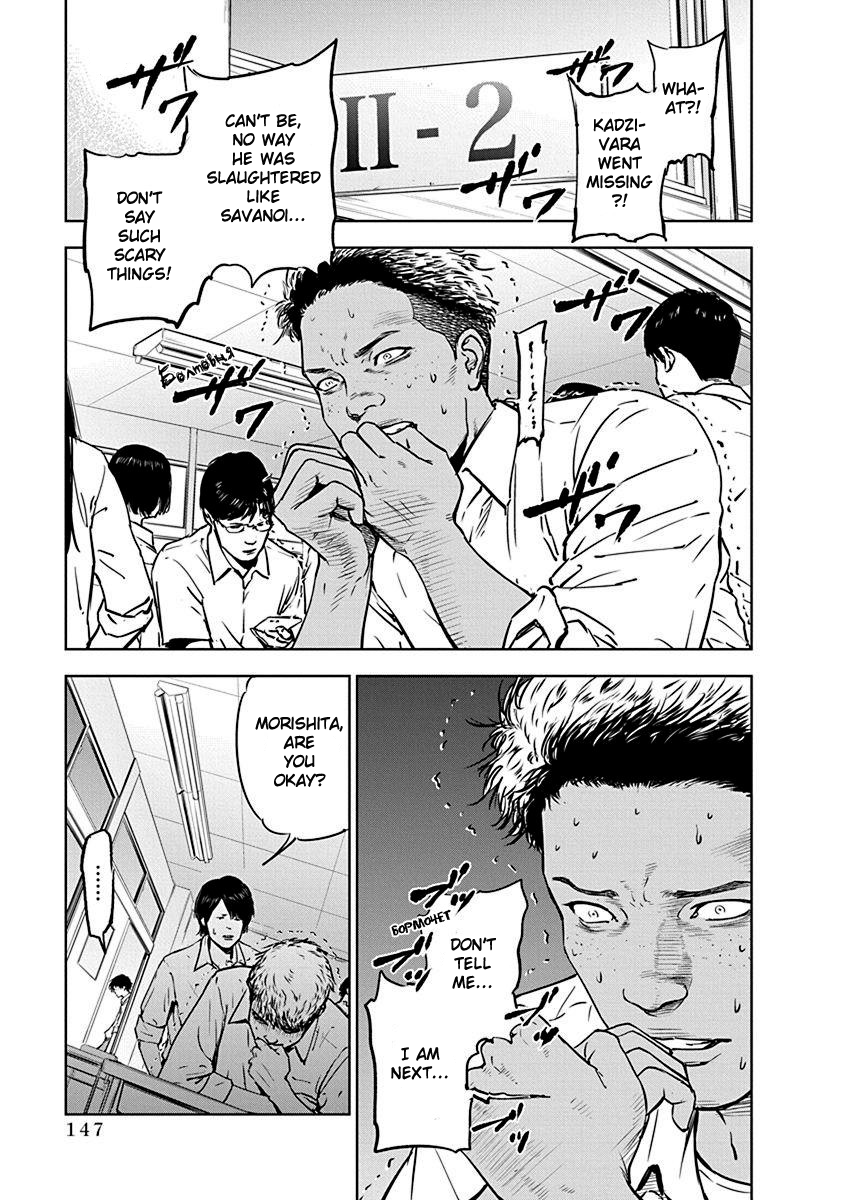 WHA-
AT?!
KADZI-
VARA
WENT
MISSING
?!
II - 2
CAN'T BE,
NO WAY
HE WAS
SLAUGHTERED
LIKE
SAVANOI...
DON'T
SAY
SUCH
SCARY
THINGS!
ザワ
ザワ
ザワ
ザワ
Болтовня
ザワ
ザワ
DON'T
TELL
ME...
I AM
NEXT...
БОРМОЧЕТ
ブツ
ブツ
MORISHITA,
ARE
YOU
OKAY?
......
147